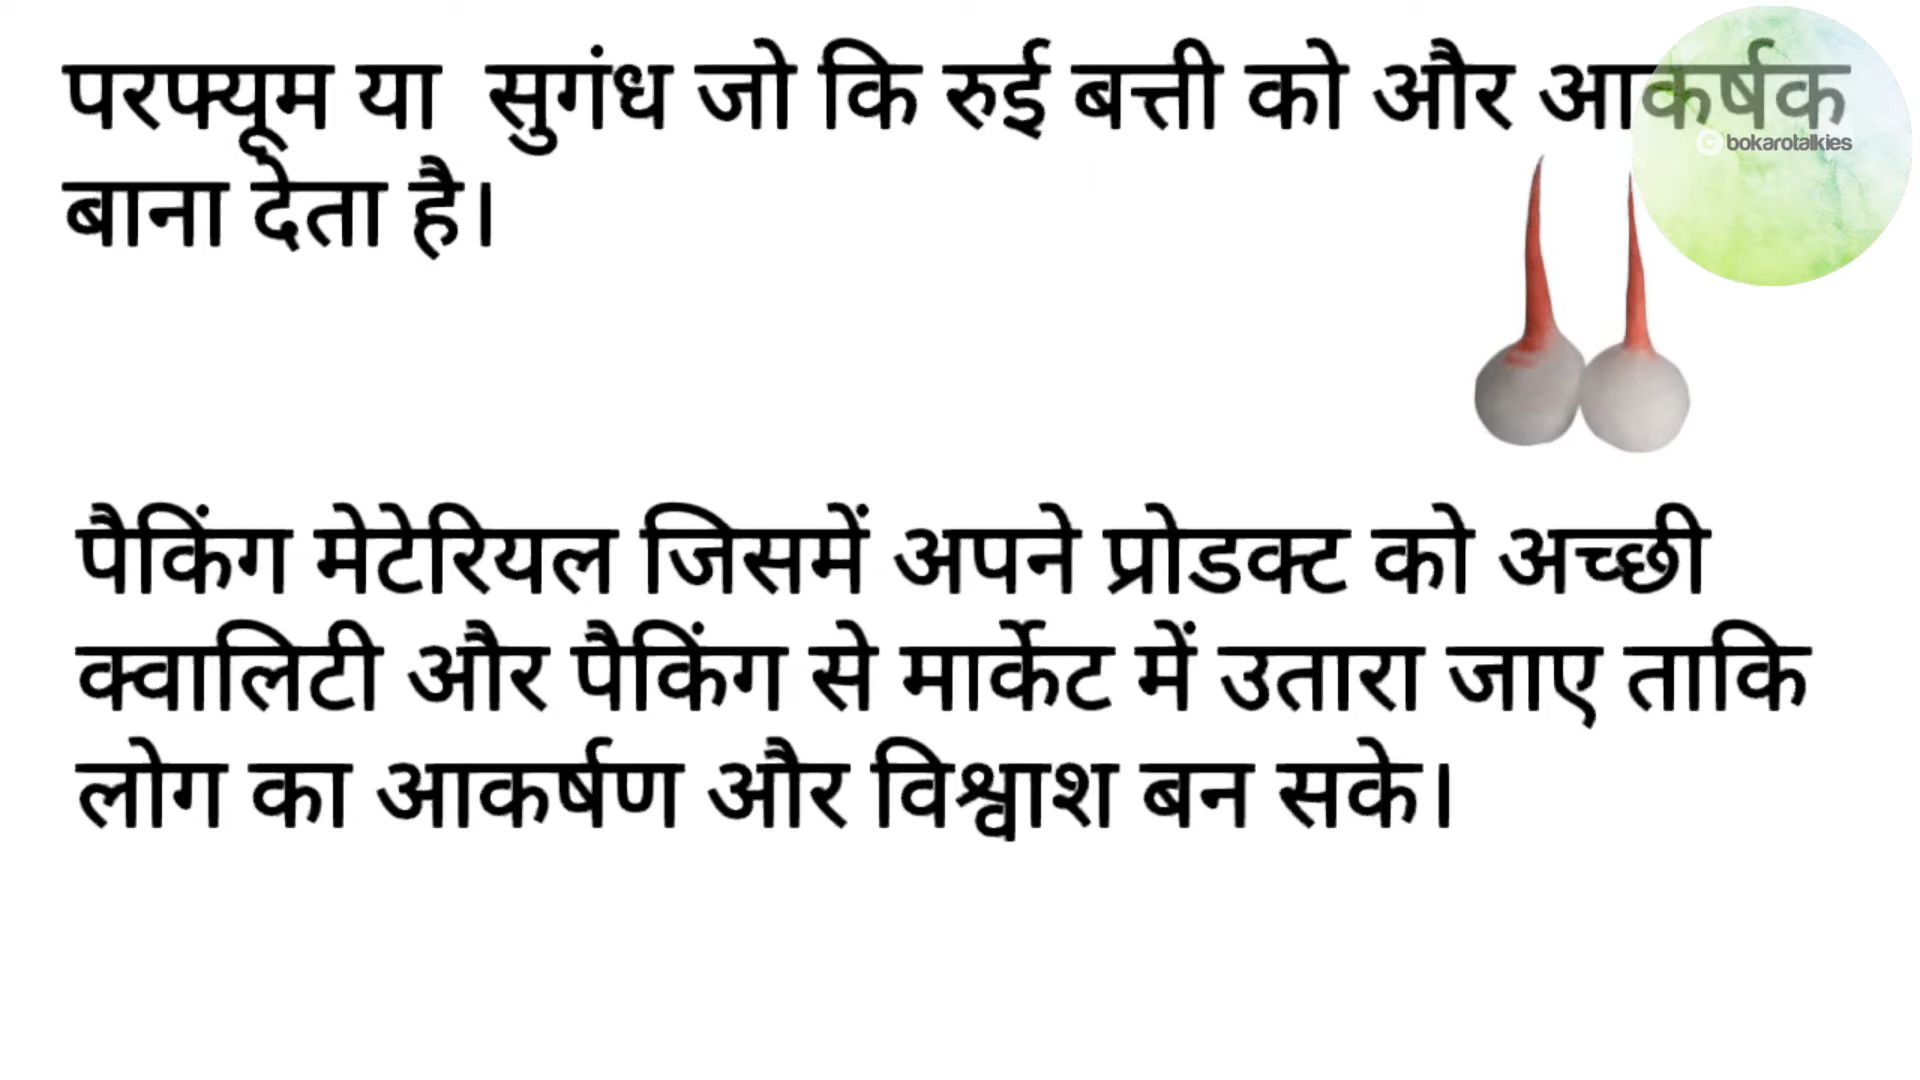 परफ्यूम या सुगंध जो कि रुई बत्ती को और आकर्षक
bokarotalkies
बाना देता है।
पैकिंग मेटेरियल जिसमें अपने प्रोडक्ट को अच्छी
क्वालिटी और पैकिंग से मार्केट में उतारा जाए ताकि
लोग का आकर्षण और विश्वाश बन सके।